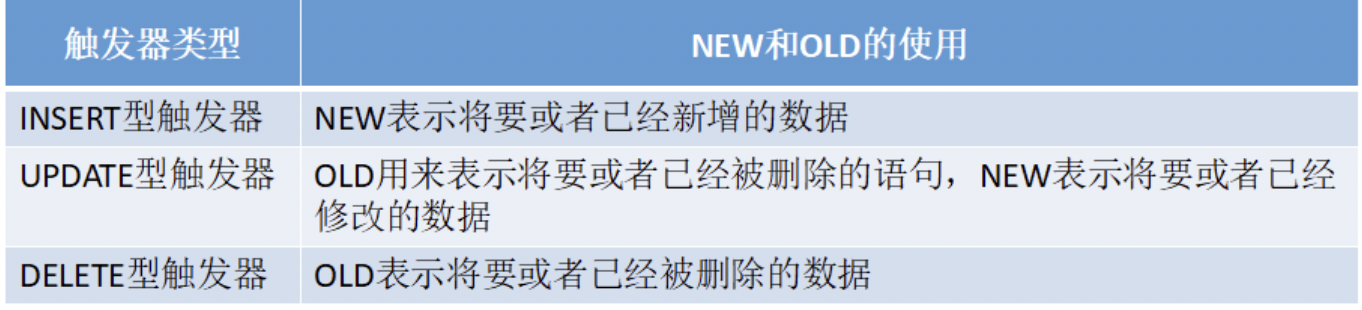 触发器类型 NEW和OLD的使用
INSERT型触发器 NEW表示将要或者已经新增的数据
UPDATE型触发器 OLD用来表示将要或者已经被删除的语句，NEW表示将要或者已经
修改的数据
DELETE型触发器 OLD表示将要或者已经被删除的数据